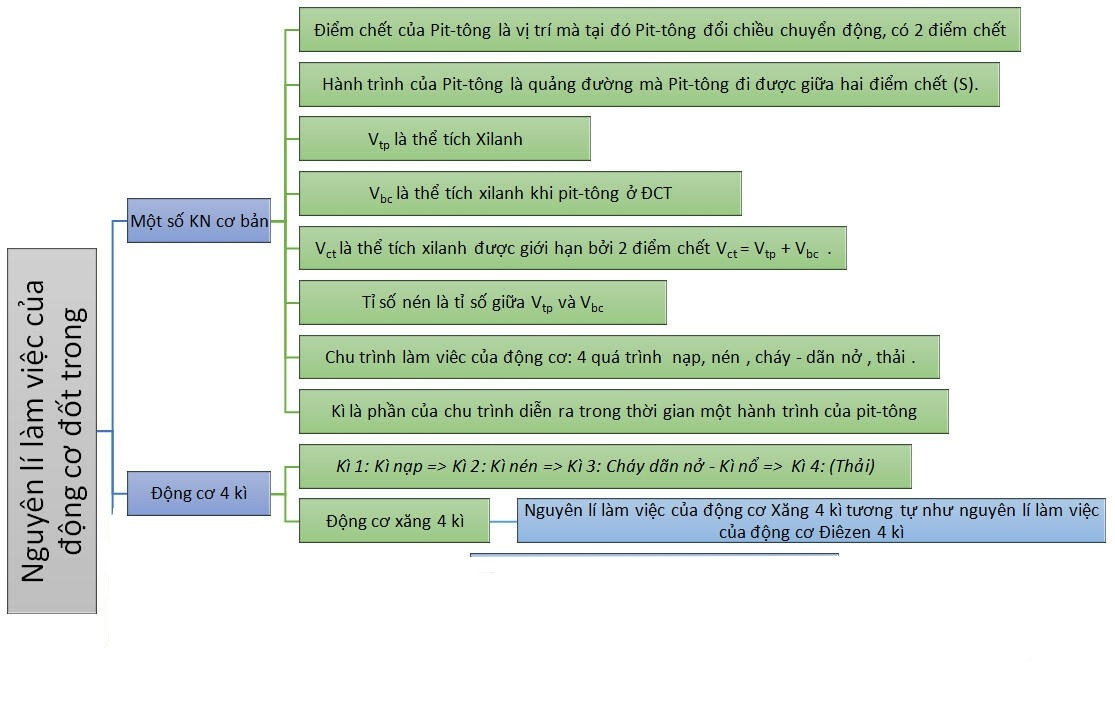 Nguyên lí làm việc của
động cơ đốt trong
Một số KN cơ bản
Điểm chết của Pit-tông là vị trí mà tại đó Pit-tông đổi chiều chuyển động, có 2 điểm chết
Hành trình của Pit-tông là quảng đường mà Pit-tông đi được giữa hai điểm chết (S).
Vtp là thể tích Xilanh
Vbc là thể tích xilanh khi pit-tông ở ĐCT
Vct là thể tích xilanh được giới hạn bởi 2 điểm chết Vct = Vtp + Vbc .
Tỉ số nén là tỉ số giữa Vtp và Vbc
Chu trình làm viêc của động cơ: 4 quá trình nạp, nén , cháy - dãn nở , thải .
Kì là phần của chu trình diễn ra trong thời gian một hành trình của pit-tông
Động cơ 4 kì
Kì 1: Kì nạp => Kì 2: Kì nén => Kì 3: Cháy dãn nở - Kì nổ => Kì 4: (Thải)
Động cơ xăng 4 kì
Nguyên lí làm việc của động cơ Xăng 4 kì tương tự như nguyên lí làm việc
của động cơ Điêzen 4 kì